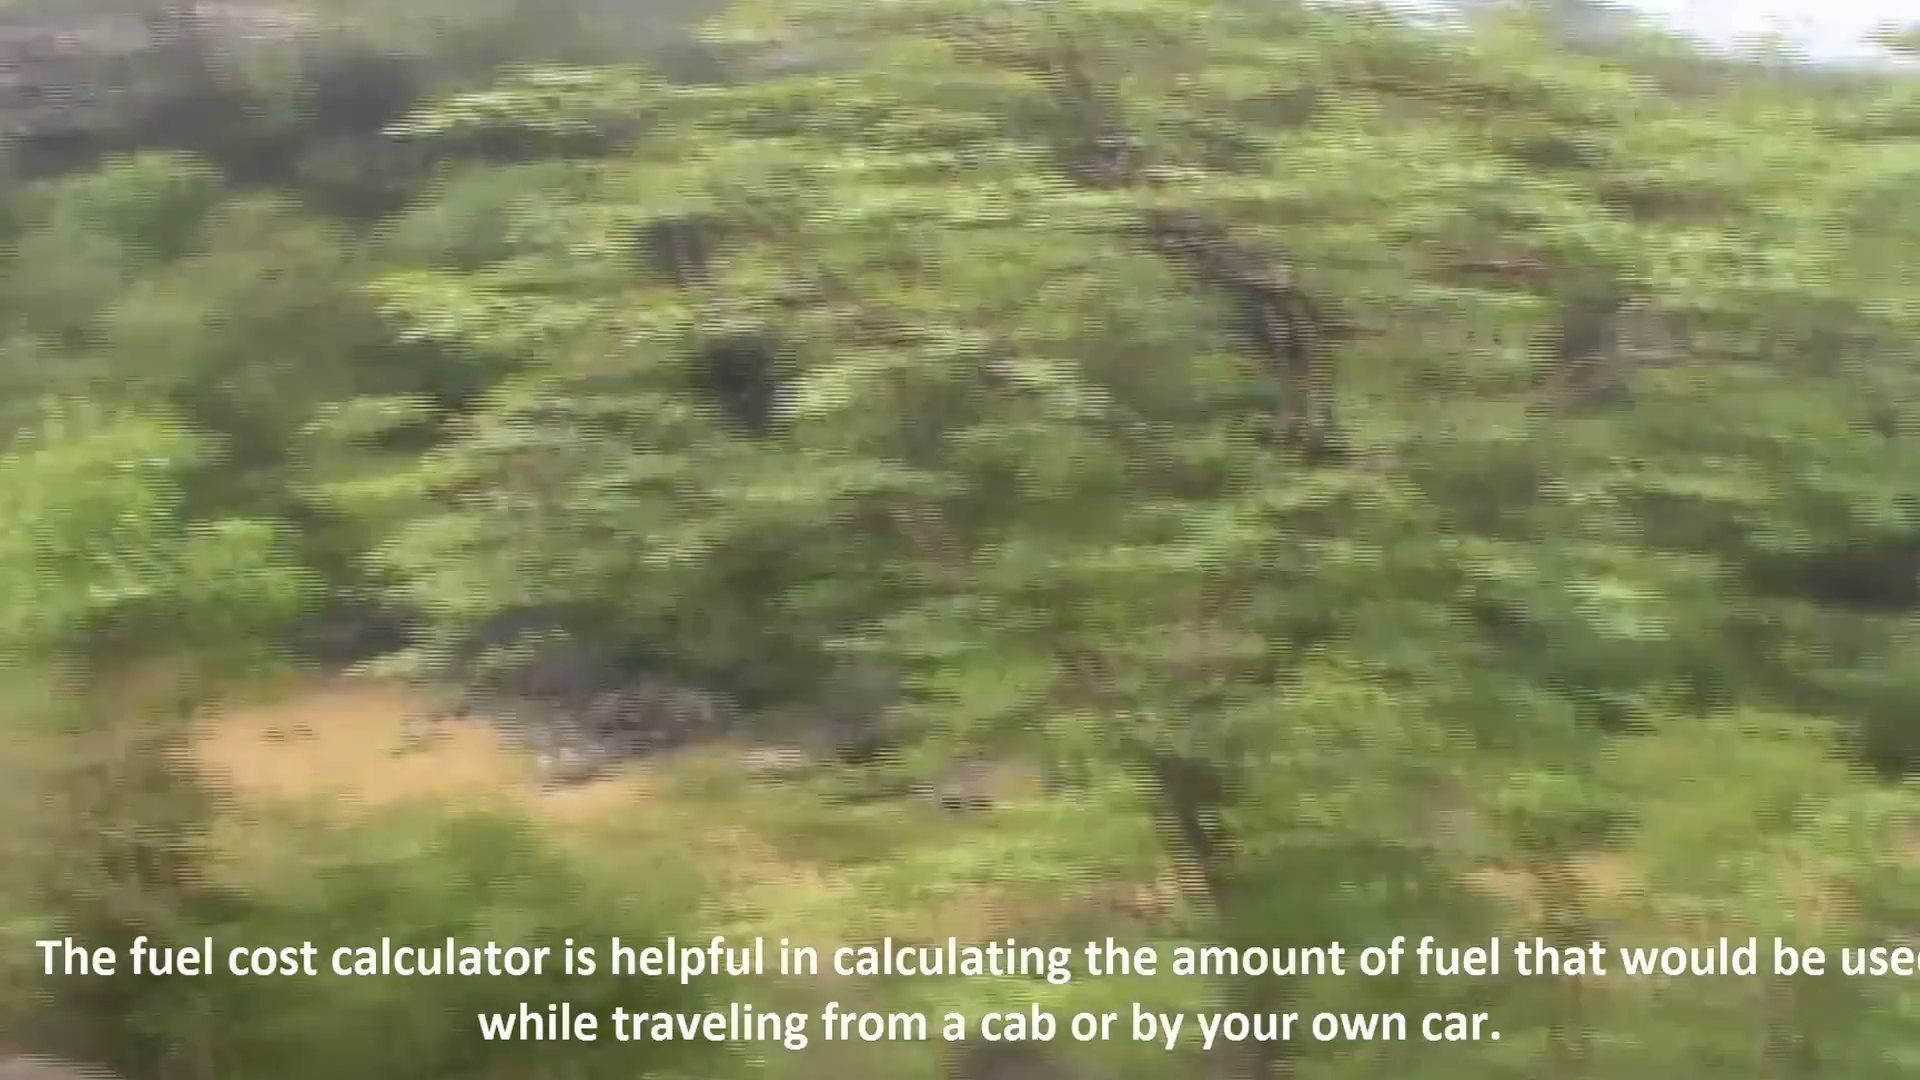 The fuel cost calculator is helpful in calculating the amount of fuel that would be use
while traveling from a cab or by your own car.